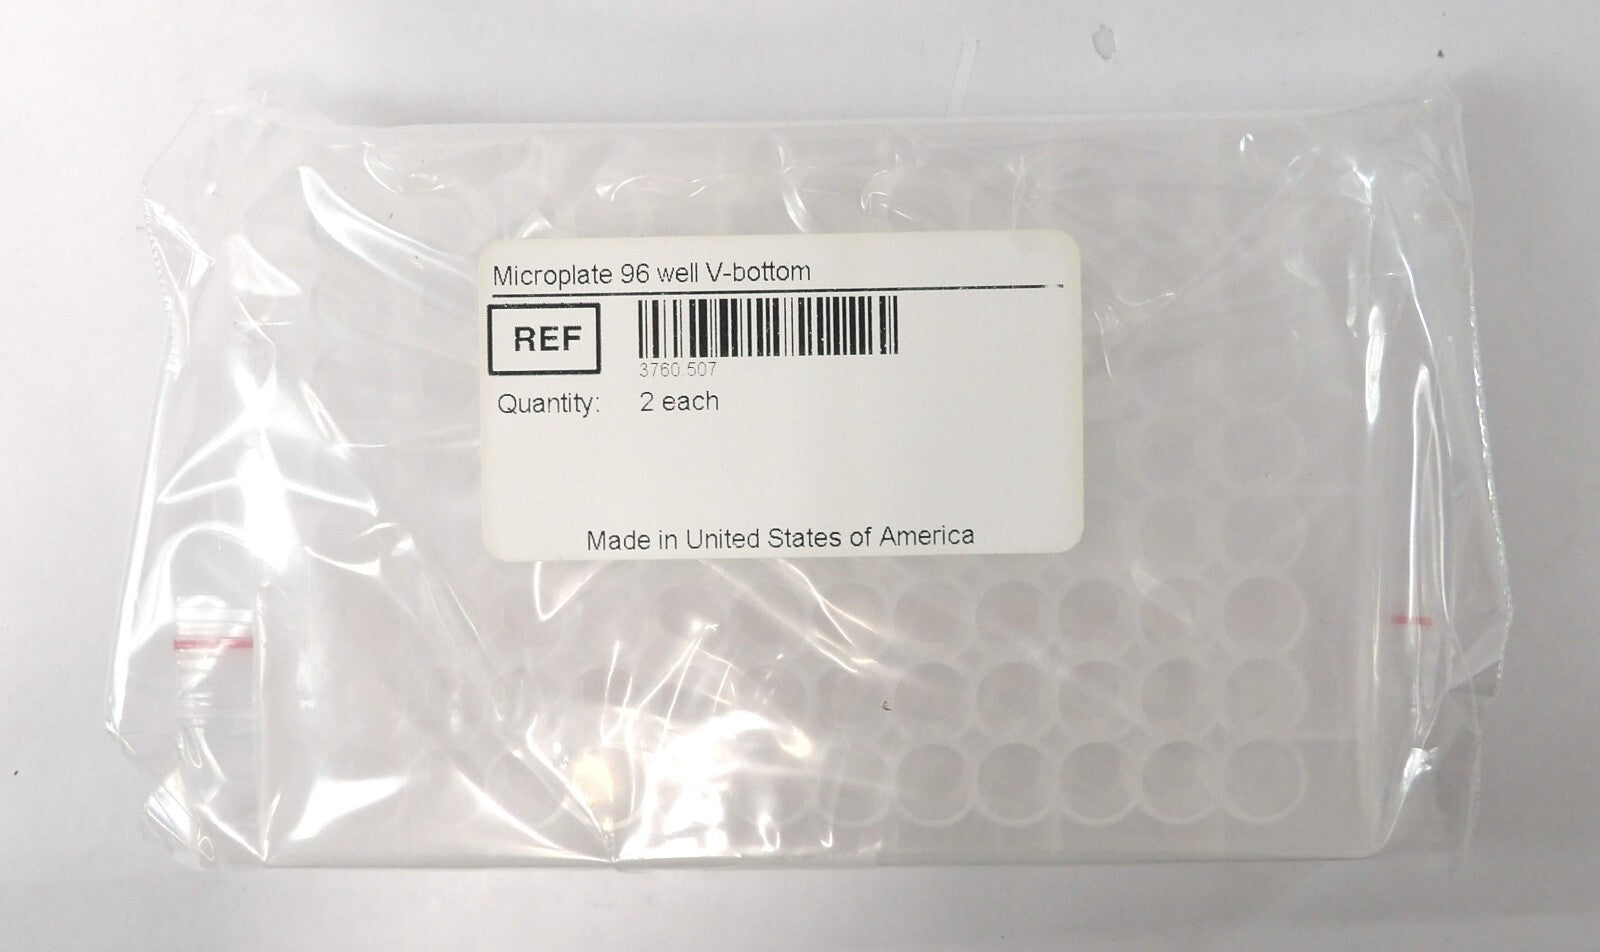 Microplate 96 well V-bottom
REF
3760.507
Quantity: 2 each
Made in United States of America